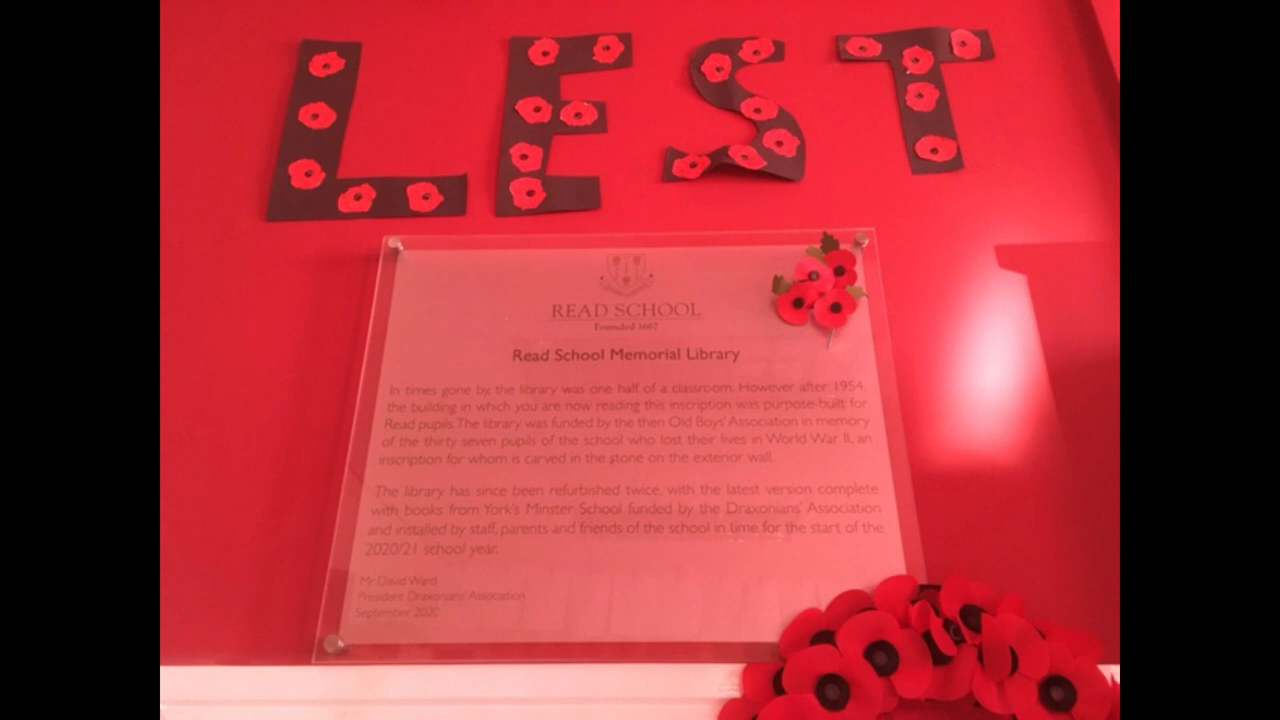 LEST
READ SCHOOL
Founded 1667
Read School Memorial Library
In times gone by, the library was one half of a classroom. However after 1954,
the building in which you are now reading this inscription was purpose-built for
Read pupils. The library was funded by the then Old Boys' Association in memory
of the thirty seven pupils of the school who lost their lives in World War II, an
inscription for whom is carved in the stone on the exterior wall.
The library has since been refurbished twice, with the latest version complete
with books from York's Minster School funded by the Draxonians' Association
and installed by staff, parents and friends of the school in time for the start of the
2020/21 school year.
Mr David Ward
President Draxonians' Association
September 2020